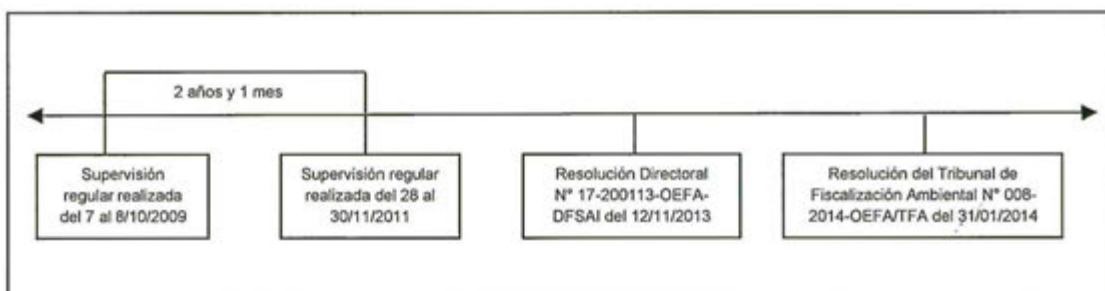 2 años y 1 mes
Supervisión
regular realizada
del 7 al 8/10/2009
Supervisión regular
realizada del 28 al
30/11/2011
Resolución Directoral
N° 17-200113-OEFA-
DFSAI del 12/11/2013
Resolución del Tribunal de
Fiscalización Ambiental N° 008-
2014-OEFA/TFA del 31/01/2014